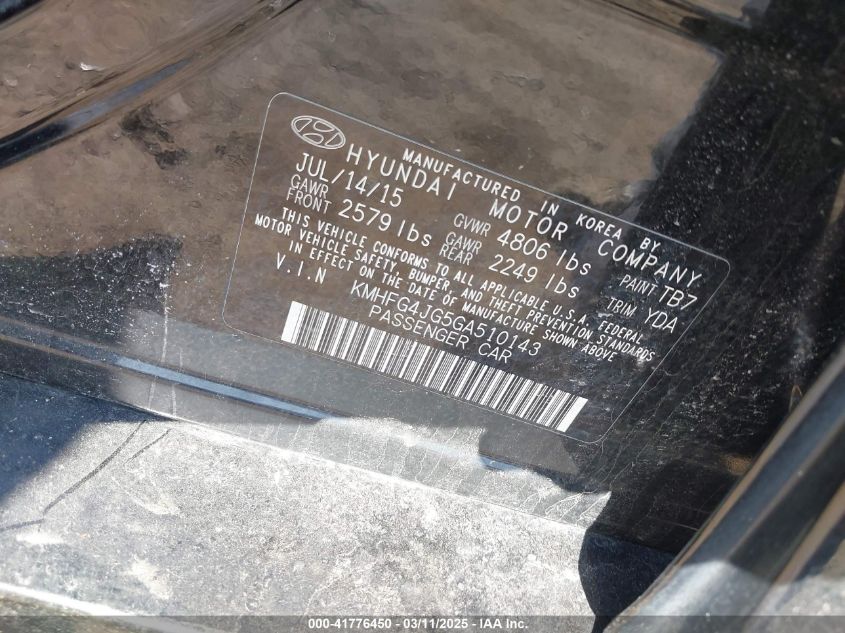 MANUFACTURED IN KOREA BY
HYUNDAI MOTOR COMPANY
JUL/14/15 GVWR 4806 lbs PAINT TB7
GAWR FRONT 2579 lbs GAWR REAR 2249 lbs TRIM YDA
THIS VEHICLE CONFORMS TO ALL APPLICABLE U.S.A. FEDERAL
MOTOR VEHICLE SAFETY, BUMPER, AND THEFT PREVENTION STANDARDS
IN EFFECT ON THE DATE OF MANUFACTURE SHOWN ABOVE
V.I.N KMHFG4JG5GA510143
PASSENGER CAR
000-41776450 - 03/11/2025 - IAA Inc.